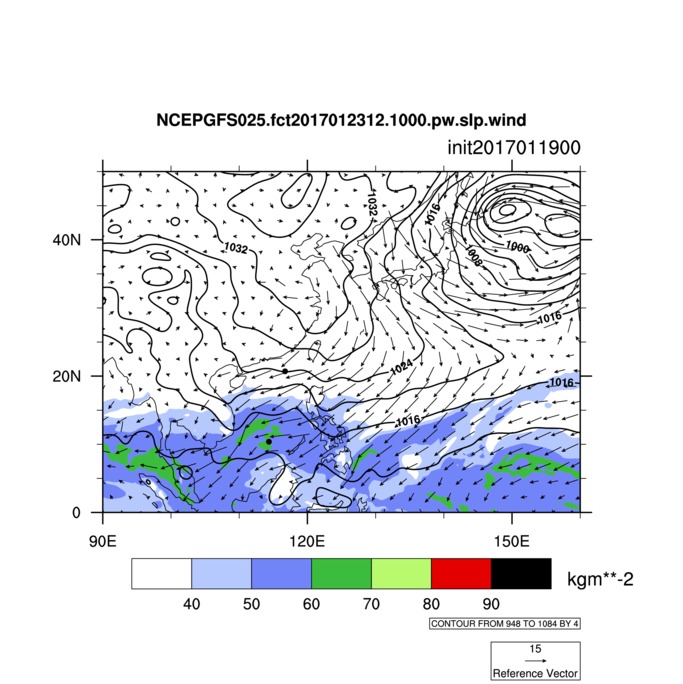 NCEPGFS025.fct2017012312.1000.pw.slp.wind
init2017011900
1032
1016
1032
1008
1000
40N
1016
1024
20N
1016
1016
0
90E 120E 150E
40 50 60 70 80 90
kgm**-2
CONTOUR FROM 948 TO 1084 BY 4
15
Reference Vector